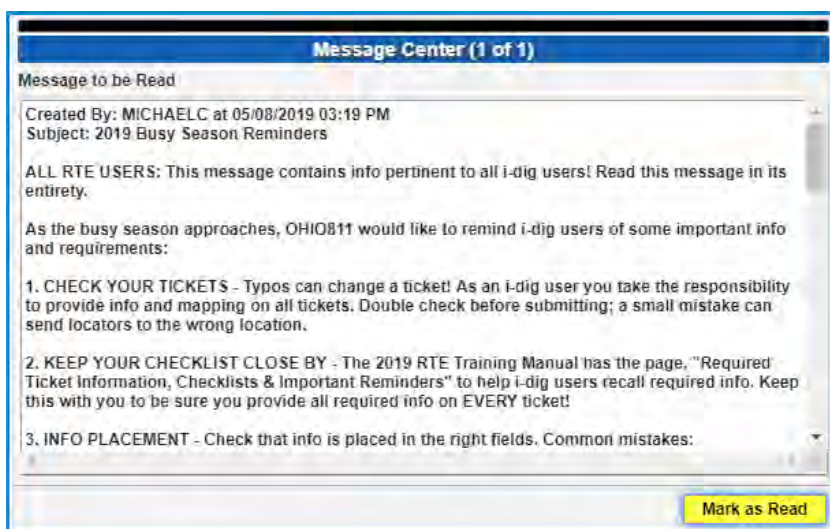 Message Center (1 of 1)
Message to be Read
Created By: MICHAELC at 05/08/2019 03:19 PM
Subject: 2019 Busy Season Reminders
ALL RTE USERS: This message contains info pertinent to all i-dig users! Read this message in its
entirety.
As the busy season approaches, OHIO811 would like to remind i-dig users of some important info
and requirements:
1. CHECK YOUR TICKETS - Typos can change a ticket! As an i-dig user you take the responsibility
to provide info and mapping on all tickets. Double check before submitting; a small mistake can
send locators to the wrong location.
2. KEEP YOUR CHECKLIST CLOSE BY - The 2019 RTE Training Manual has the page, "Required
Ticket Information, Checklists & Important Reminders" to help i-dig users recall required info. Keep
this with you to be sure you provide all required info on EVERY ticket!
3. INFO PLACEMENT - Check that info is placed in the right fields. Common mistakes:
Mark as Read